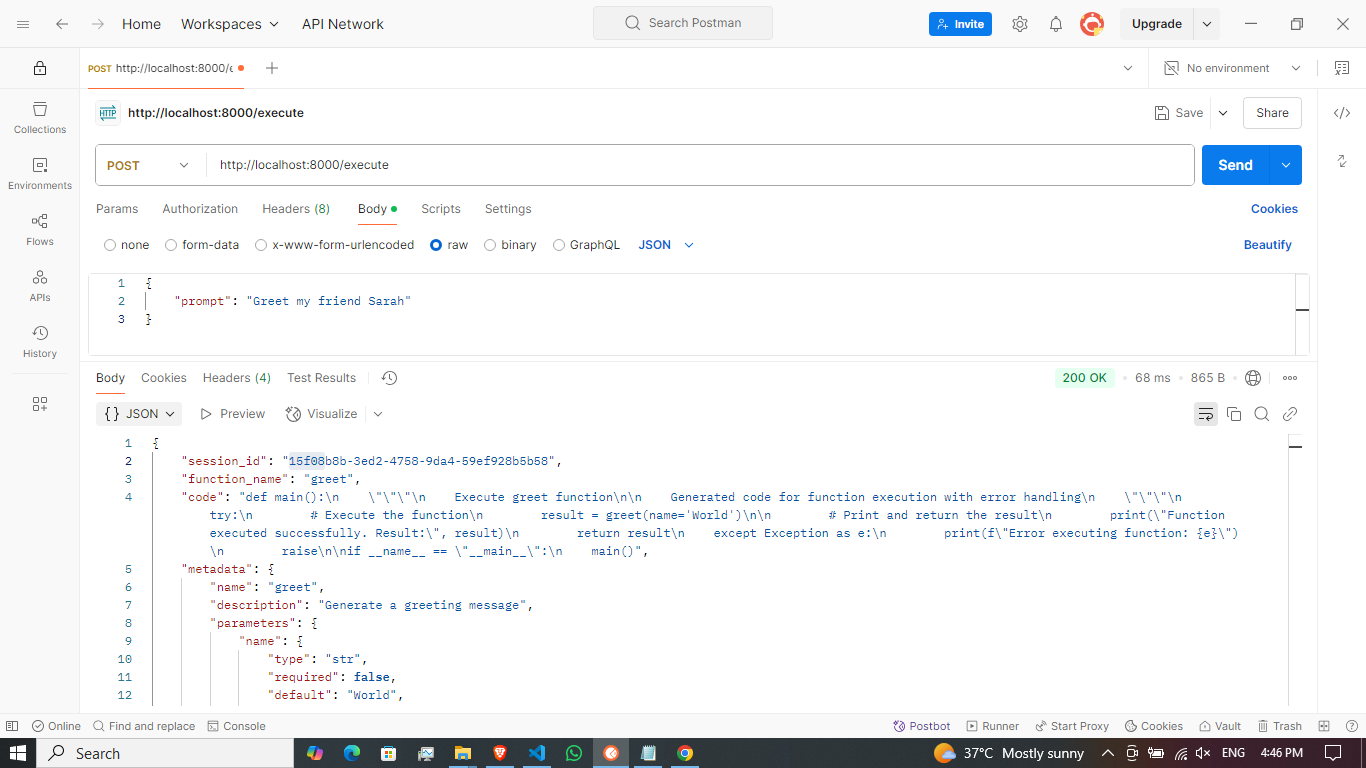 Home Workspaces API Network Search Postman Invite Upgrade
POST http://localhost:8000/e No environment
HTTP http://localhost:8000/execute Save Share
POST http://localhost:8000/execute Send
Params Authorization Headers (8) Body Scripts Settings Cookies
none form-data x-www-form-urlencoded raw binary GraphQL JSON Beautify
1 {
2 "prompt": "Greet my friend Sarah"
3 }
Collections
Environments
Flows
APIs
History
Body Cookies Headers (4) Test Results 200 OK • 68 ms • 865 B
{} JSON Preview Visualize
1 {
2 "session_id": "15f08b8b-3ed2-4758-9da4-59ef928b5b58",
3 "function_name": "greet",
4 "code": "def main():\n    \"\"\"\n    Execute greet function\n\n    Generated code for function execution with error handling\n    \"\"\"\n
try:\n        # Execute the function\n        result = greet(name='World')\n\n        # Print and return the result\n        print(\"Function
executed successfully. Result:\", result)\n        return result\n    except Exception as e:\n        print(f\"Error executing function: {e}\")
\n        raise\n\nif __name__ == \"__main__\":\n    main()",
5 "metadata": {
6 "name": "greet",
7 "description": "Generate a greeting message",
8 "parameters": {
9 "name": {
10 "type": "str",
11 "required": false,
12 "default": "World",
Online Find and replace Console Postbot Runner Start Proxy Cookies Vault Trash
Search 37°C Mostly sunny ENG 4:46 PM